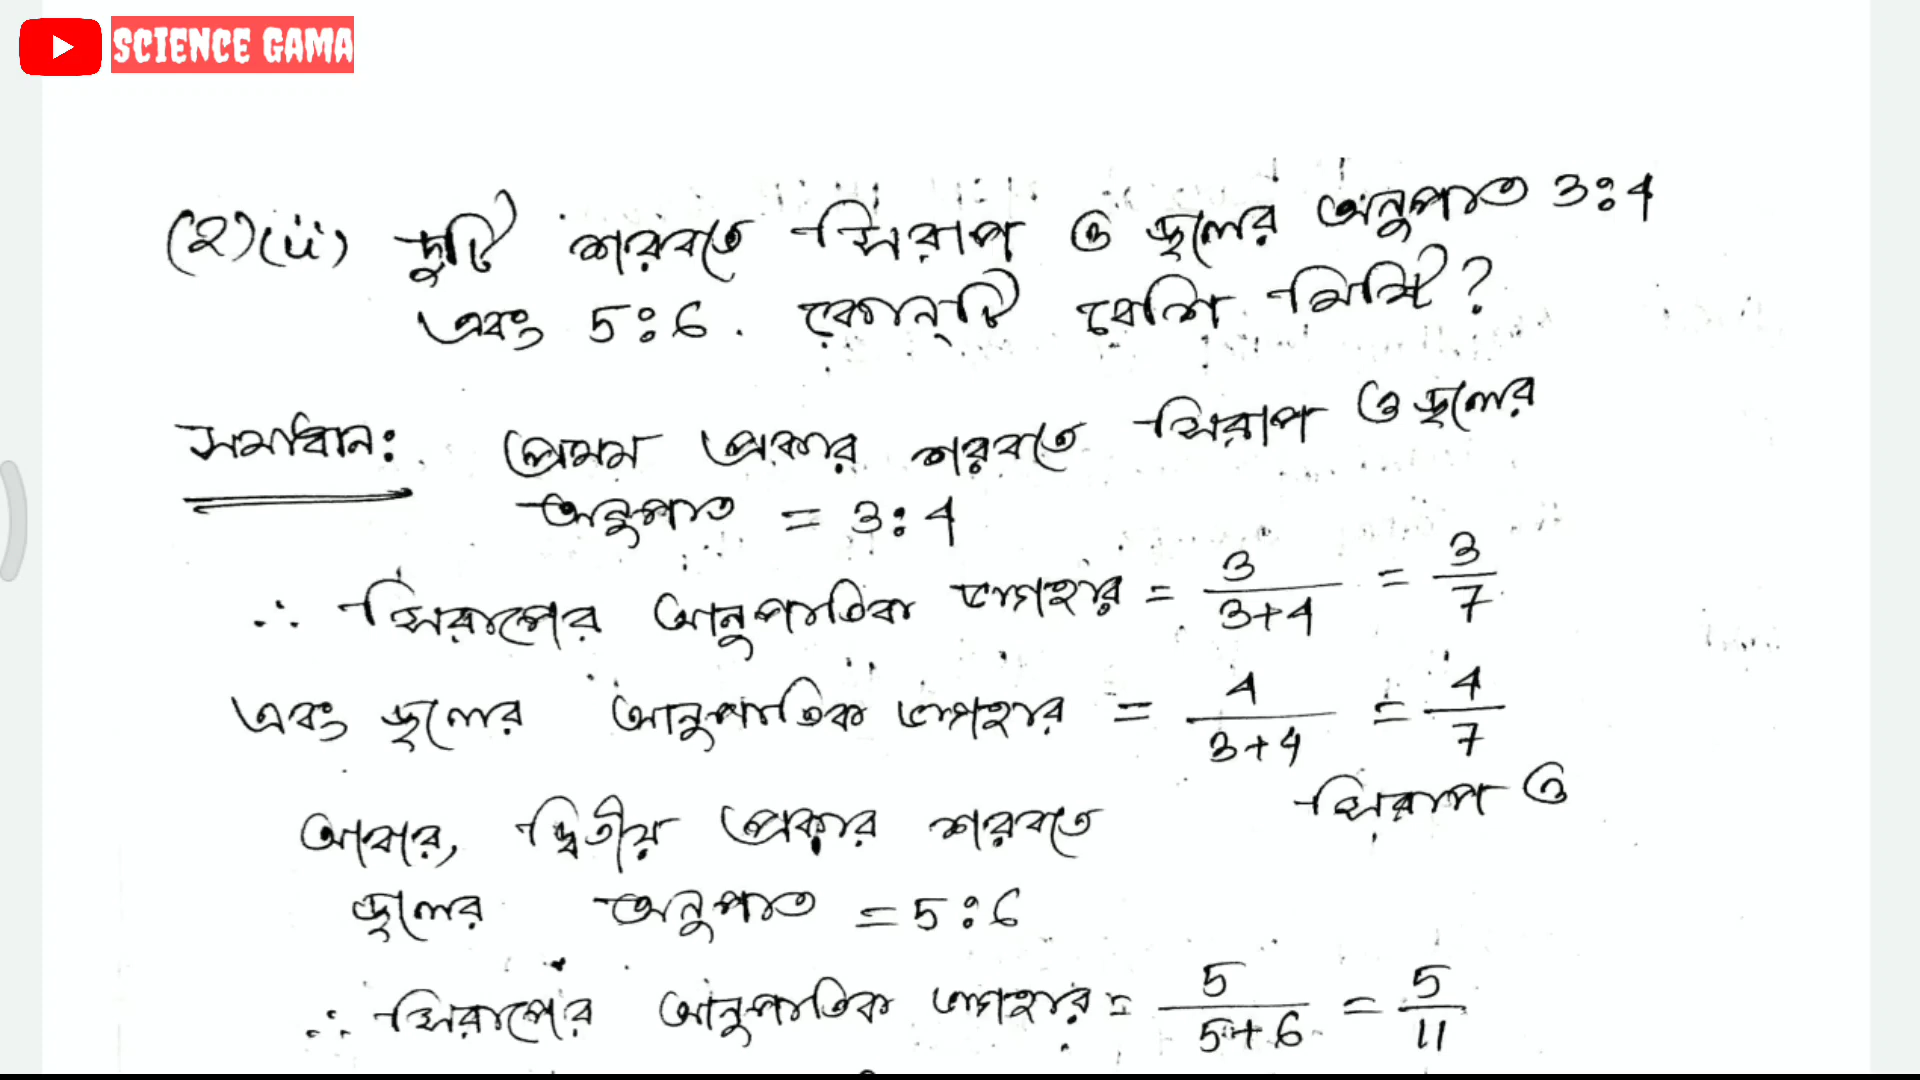 SCIENCE GAMA
(২)(ii) দুটি শরবতে সিরাপ ও জলের অনুপাত 3:4
এবং 5:6. কোন্‌টি বেশি মিষ্টি?
সমাধান: প্রথম প্রকার শরবতে সিরাপ ও জলের
অনুপাত = 3:4
∴ সিরাপের আনুপাতিক ভাগহার = 3/(3+4) = 3/7
এবং জলের আনুপাতিক ভাগহার = 4/(3+4) = 4/7
আবার, দ্বিতীয় প্রকার শরবতে সিরাপ ও
জলের অনুপাত = 5:6
∴ সিরাপের আনুপাতিক ভাগহার = 5/(5+6) = 5/11